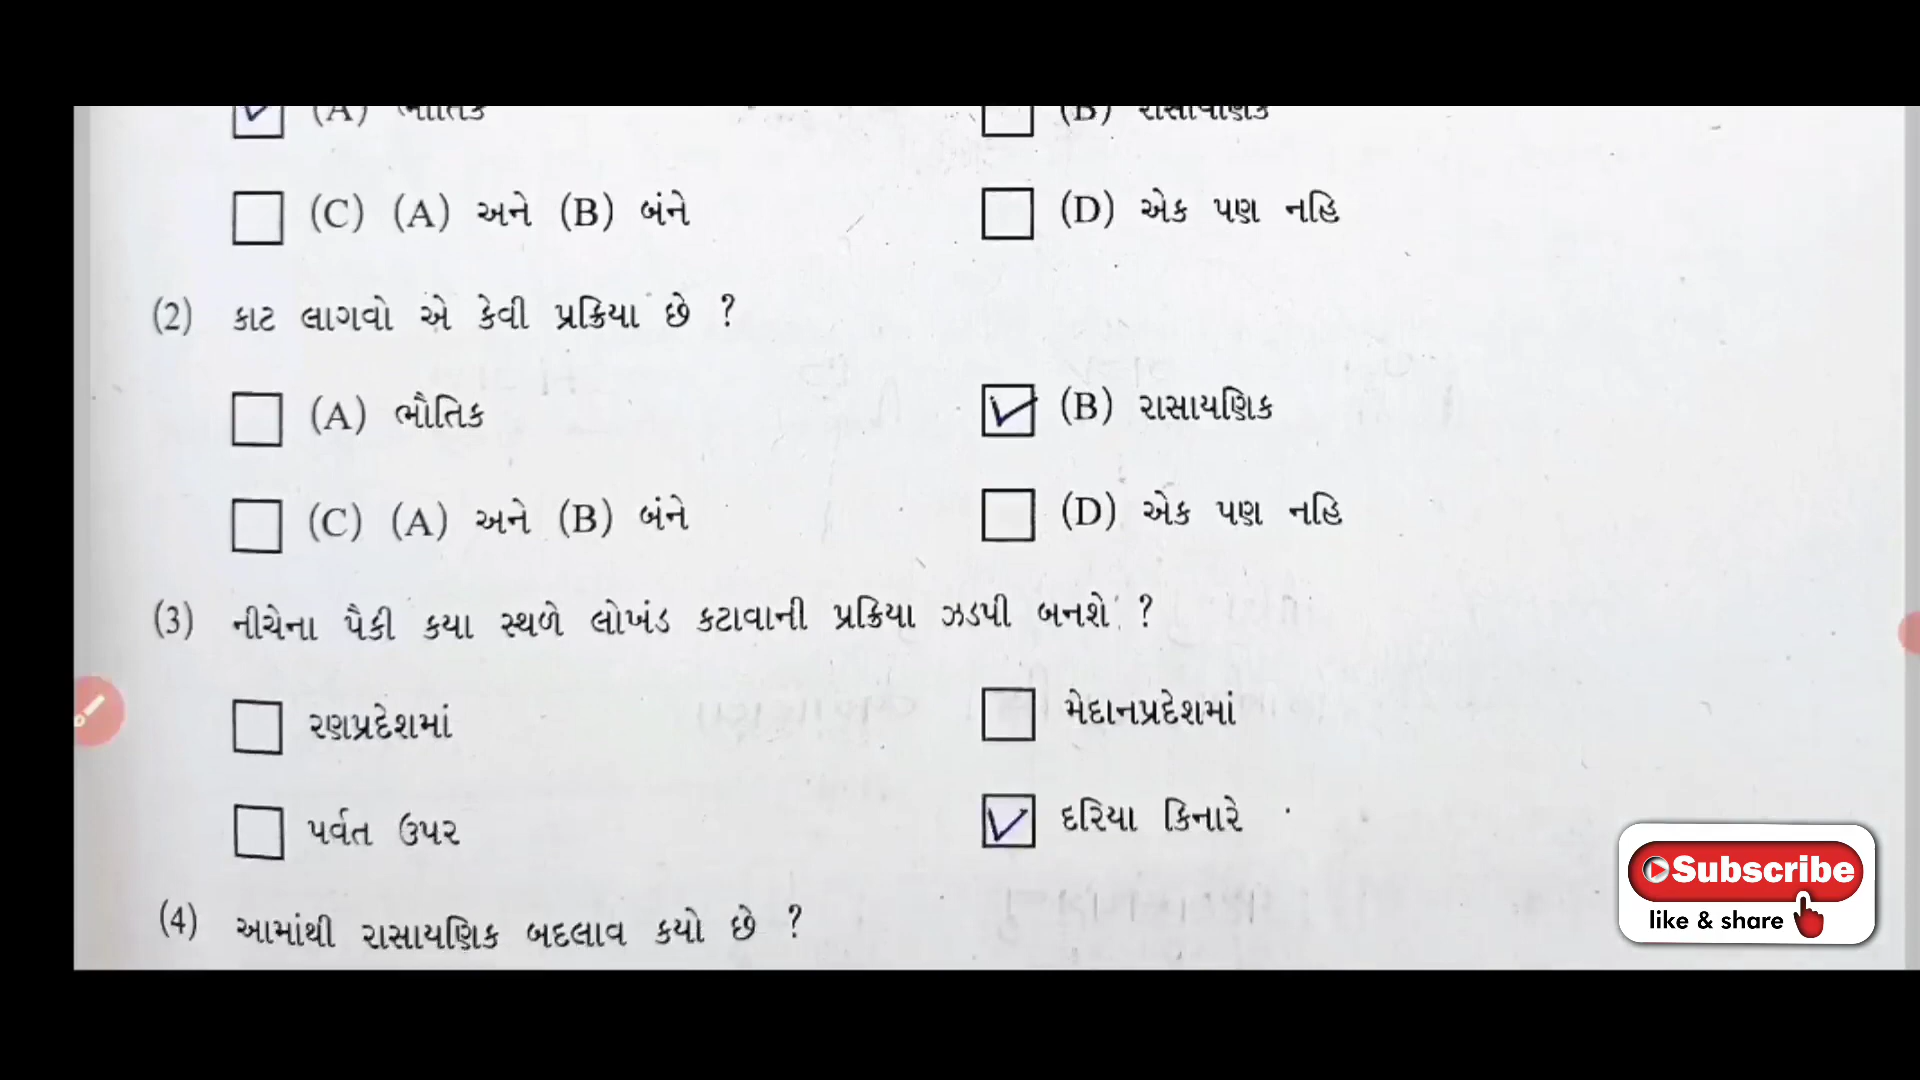 (A) ભૌતિક (B) રાસાયણિક
(C) (A) અને (B) બંને (D) એક પણ નહિ
(2) કાટ લાગવો એ કેવી પ્રક્રિયા છે ?
(A) ભૌતિક (B) રાસાયણિક
(C) (A) અને (B) બંને (D) એક પણ નહિ
(3) નીચેના પૈકી કયા સ્થળે લોખંડ કટાવાની પ્રક્રિયા ઝડપી બનશે ?
રણપ્રદેશમાં મેદાનપ્રદેશમાં
પર્વત ઉપર દરિયા કિનારે
(4) આમાંથી રાસાયણિક બદલાવ કયો છે ?
Subscribe
like & share